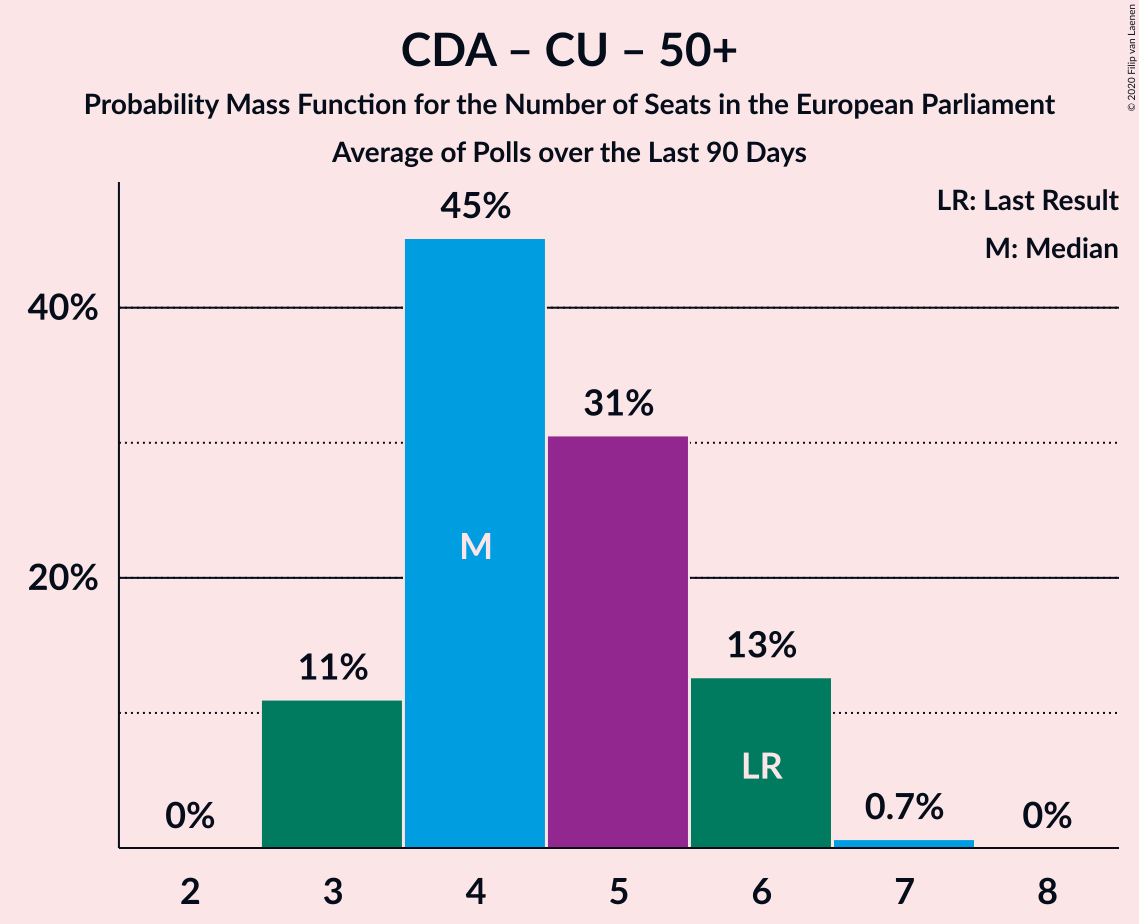 CDA – CU – 50+
Probability Mass Function for the Number of Seats in the European Parliament
Average of Polls over the Last 90 Days
© 2020 Filip van Laenen
LR: Last Result
M: Median
45%
40%
31%
M
20%
13%
11%
LR
0%
0.7%
0%
2 3 4 5 6 7 8